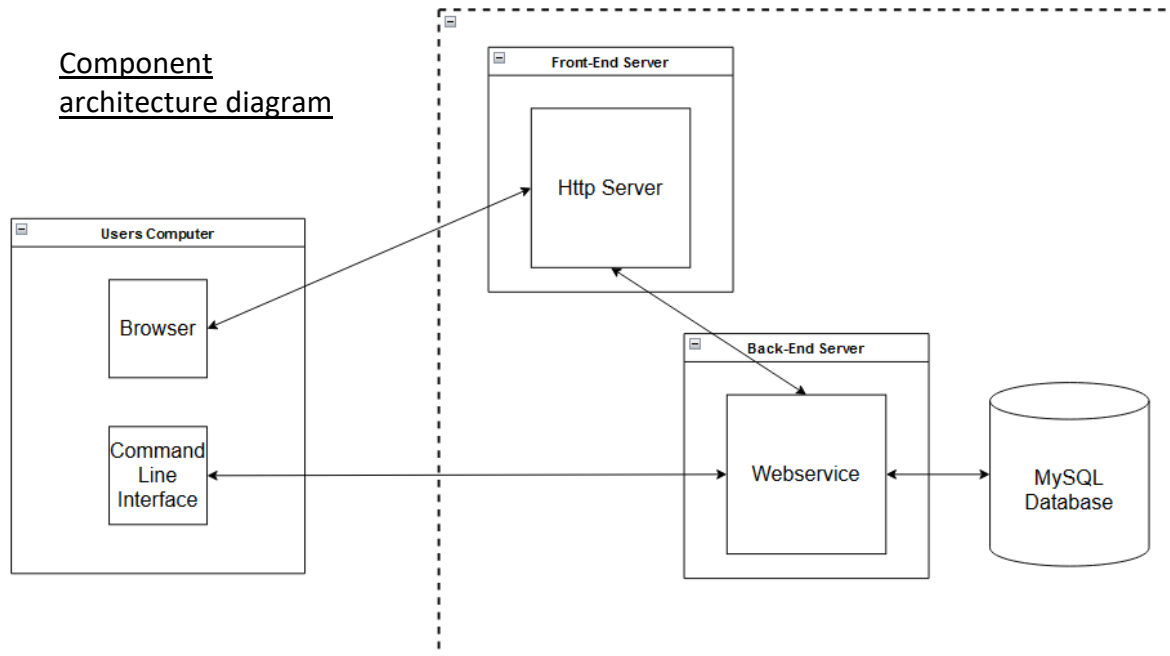 Component
architecture diagram
Front-End Server
Http Server
Users Computer
Browser
Command
Line
Interface
Back-End Server
Webservice
MySQL
Database